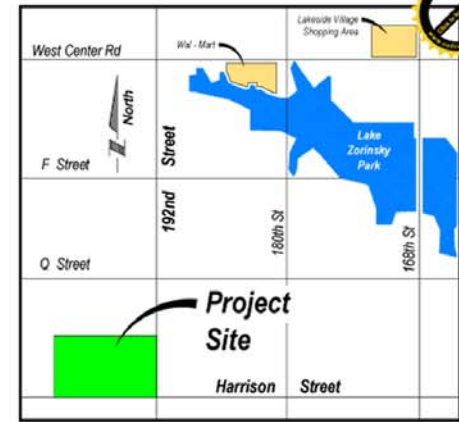 Lakeside Village
Shopping Area
Wal - Mart
West Center Rd
North
Street
192nd
Lake
Zorinsky
Park
F Street
180th St
168th St
Q Street
Project
Site
Harrison Street